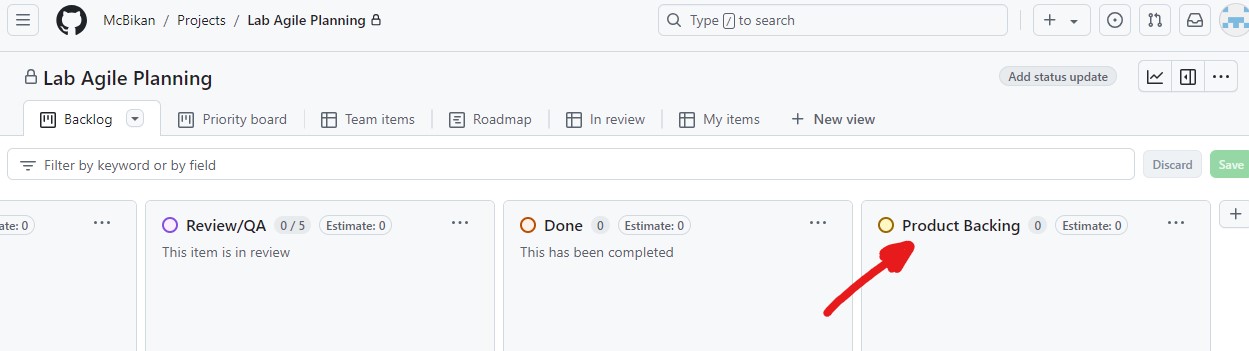 McBikan / Projects / Lab Agile Planning
Type / to search
Lab Agile Planning
Add status update
Backlog
Priority board
Team items
Roadmap
In review
My items
+ New view
Filter by keyword or by field
Discard
Save
ate: 0
Review/QA 0 / 5 Estimate: 0
This item is in review
Done 0 Estimate: 0
This has been completed
Product Backing 0 Estimate: 0